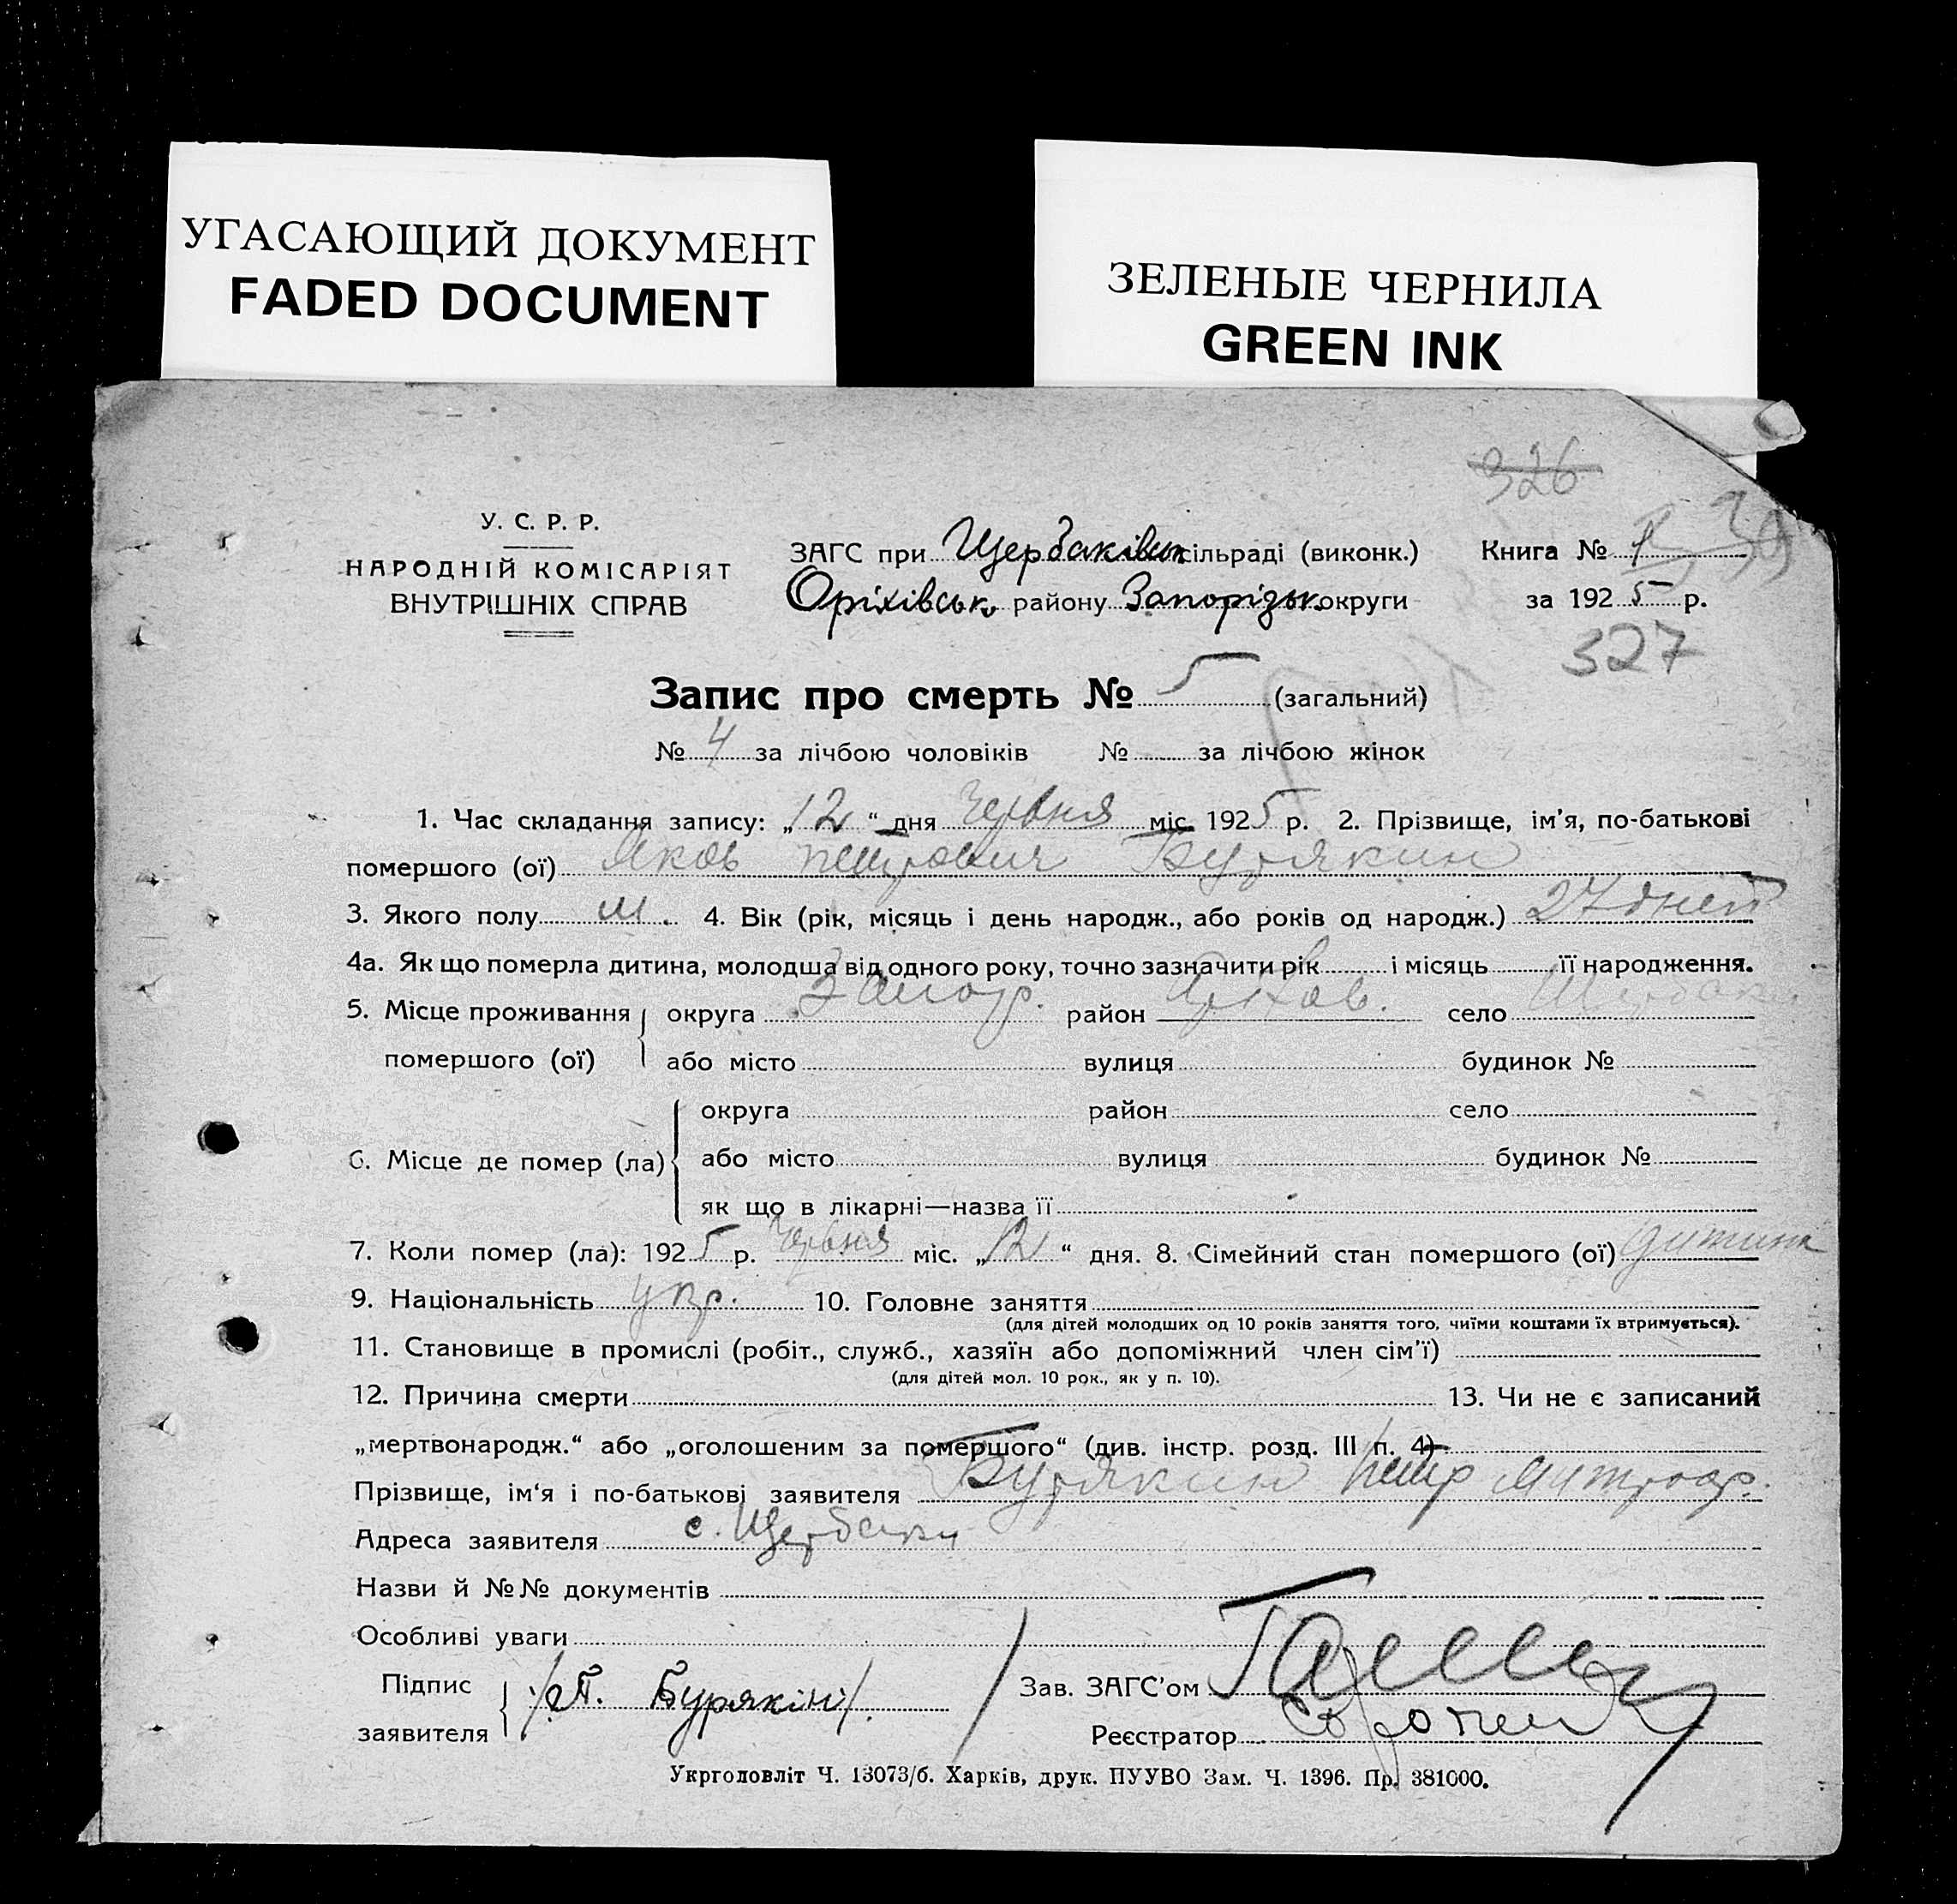 УГАСАЮЩИЙ ДОКУМЕНТ
FADED DOCUMENT
ЗЕЛЕНЫЕ ЧЕРНИЛА
GREEN INK
326
У. С. Р. Р.
НАРОДНІЙ КОМІСАРІЯТ
ВНУТРІШНІХ СПРАВ
ЗАГС при Щербаківськ сільраді (виконк.) Книга № 1
Оріхівськ району Запорізьк округи за 1925 р.
327
Запис про смерть № 5 (загальний)
№ 4 за лічбою чоловіків № за лічбою жінок
1. Час складання запису: „12“ дня Червня міс. 1925 р. 2. Прізвище, ім’я, по-батькові
помершого (ої) Яков Петрович Бурякин
3. Якого полу м. 4. Вік (рік, місяць і день народж., або років од народж.) 27 дней
4а. Як що померла дитина, молодша від одного року, точно зазначити рік і місяць її народження.
5. Місце проживання помершого (ої) округа Запор. район Оріхов. село Щербаки
або місто вулиця будинок №
6. Місце де помер (ла) округа район село
або місто вулиця будинок №
як що в лікарні—назва її
7. Коли помер (ла): 1925 р. Червня міс. „12“ дня. 8. Сімейний стан помершого (ої) дитина
9. Національність укр. 10. Головне заняття
(для дітей молодших од 10 років заняття того, чиїми коштами їх втримується).
11. Становище в промислі (робіт., служб., хазяїн або допоміжний член сім’ї)
(для дітей мол. 10 рок., як у п. 10).
12. Причина смерти 13. Чи не є записаний
„мертвонародж.“ або „оголошеним за помершого“ (див. інстр. розд. III п. 4)
Прізвище, ім‘я і по-батькові заявителя Бурякин Петр Митроф.
Адреса заявителя с. Щербаки
Назви й №№ документів
Особливі уваги
Підпис заявителя /П. Бурякін/. Зав. ЗАГС’ом
Реєстратор
Укрголовліт Ч. 13073/б. Харків, друк. ПУУВО Зам. Ч. 1396. Пр. 381000.